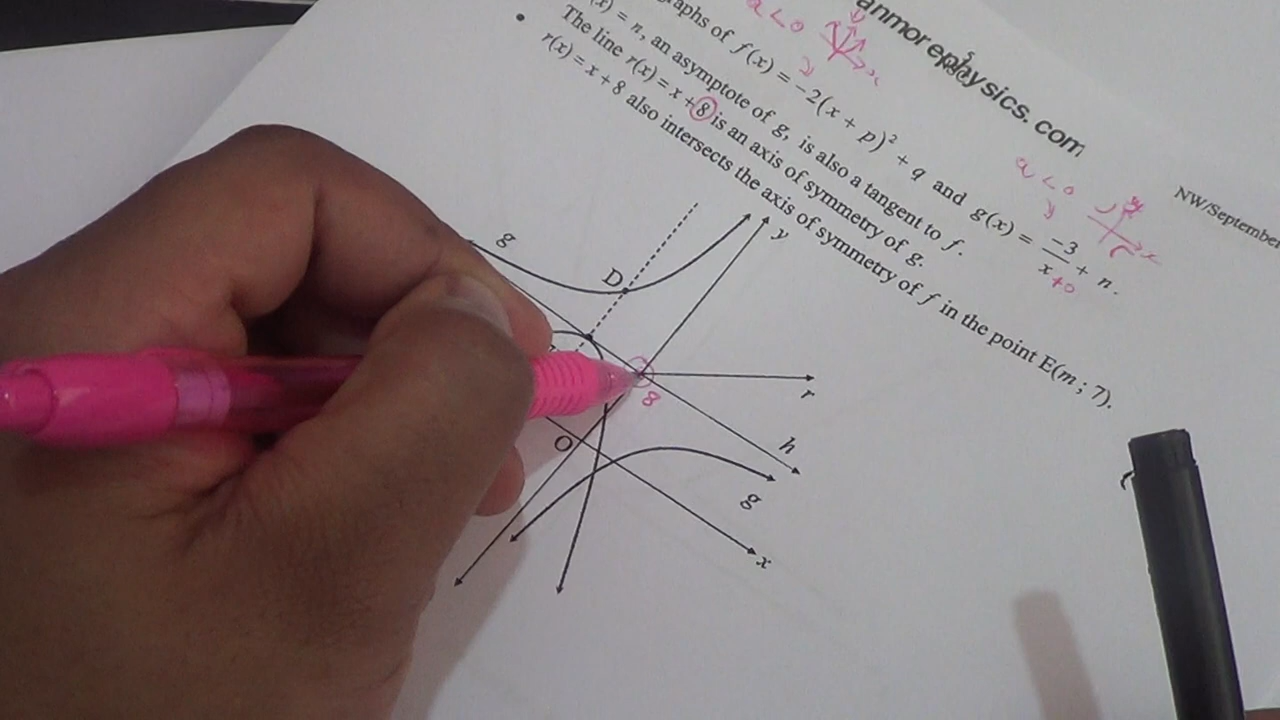 anmorephysics.com
NW/September
raphs of f(x) = -2(x + p)² + q and g(x) = -3/x + n.
(x) = n, an asymptote of g, is also a tangent to f.
The line r(x) = x + 8 is an axis of symmetry of g.
r(x) = x + 8 also intersects the axis of symmetry of f in the point E(m ; 7).
a < 0
x
a < 0
y
x
+0
g
D
y
8
r
O
h
g
x